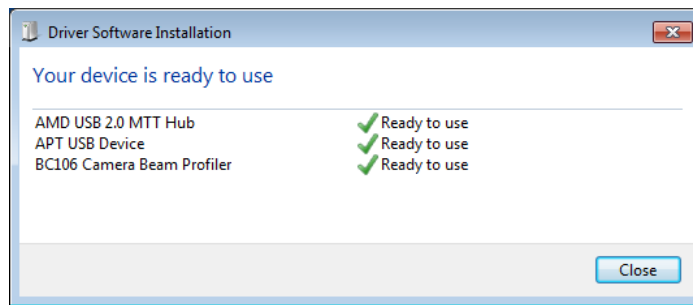 Driver Software Installation
Your device is ready to use
AMD USB 2.0 MTT Hub Ready to use
APT USB Device Ready to use
BC106 Camera Beam Profiler Ready to use
Close